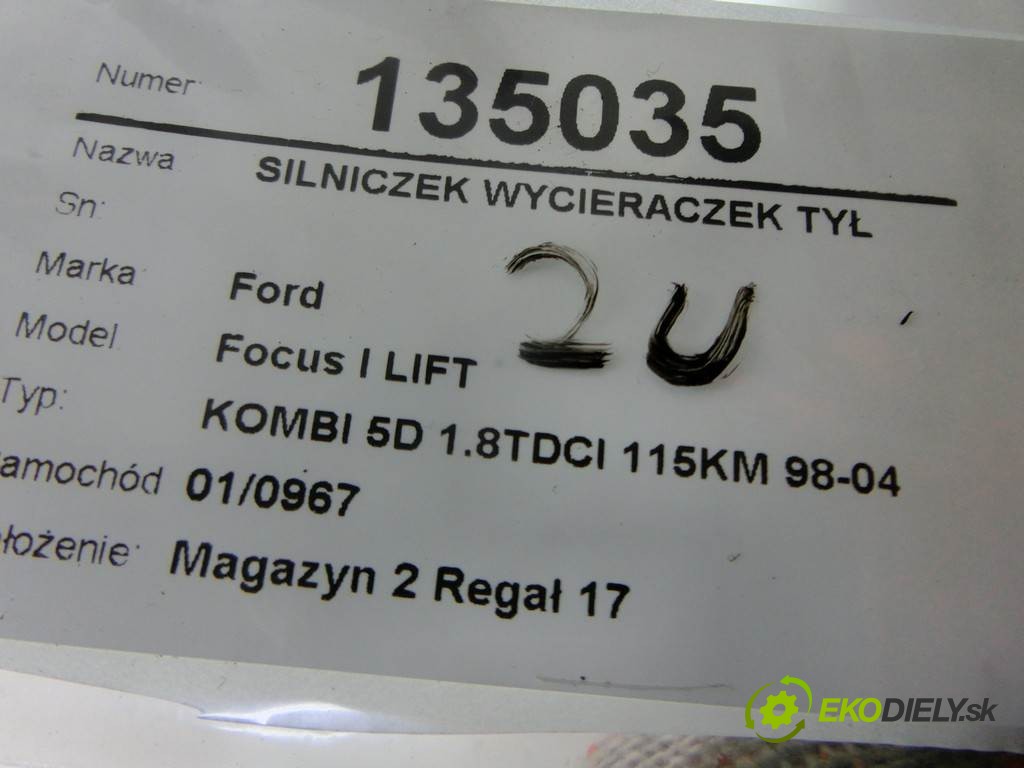 Numer: 135035
Nazwa SILNICZEK WYCIERACZEK TYŁ
Sn:
Marka Ford
Model Focus I LIFT
Typ: KOMBI 5D 1.8TDCI 115KM 98-04
amochód 01/0967
łożenie: Magazyn 2 Regał 17
2U
EKODIELY.sk